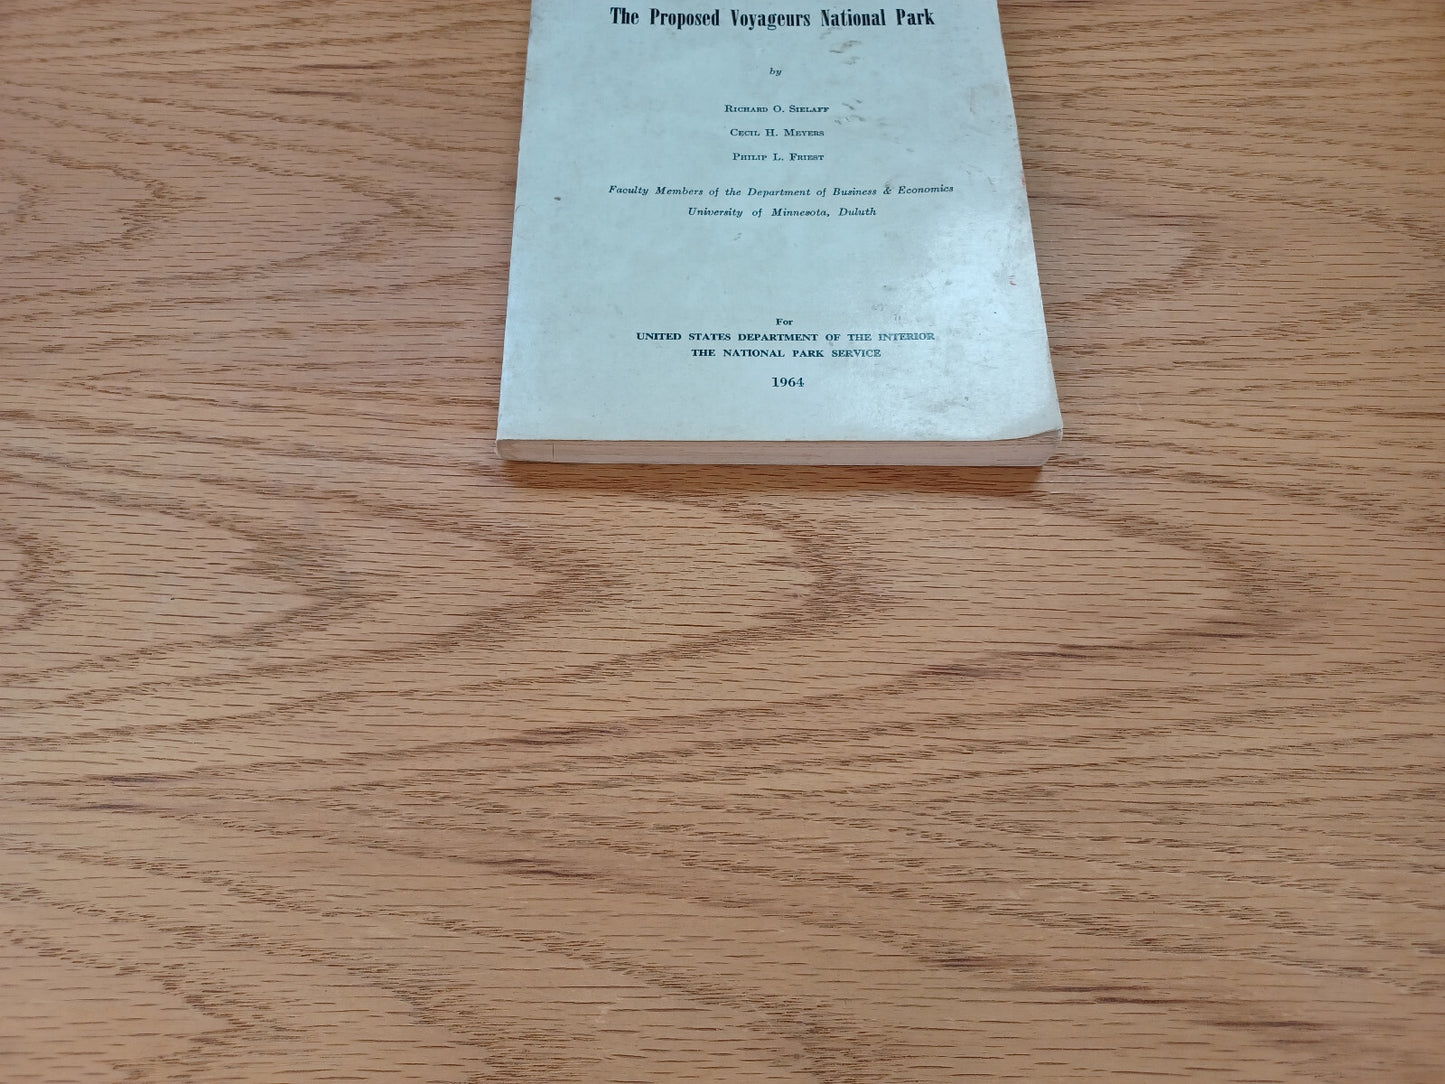 The Proposed Voyageurs National Park
by
Richard O. Sielaff
Cecil H. Meyers
Philip L. Friest
Faculty Members of the Department of Business & Economics
University of Minnesota, Duluth
For
UNITED STATES DEPARTMENT OF THE INTERIOR
THE NATIONAL PARK SERVICE
1964